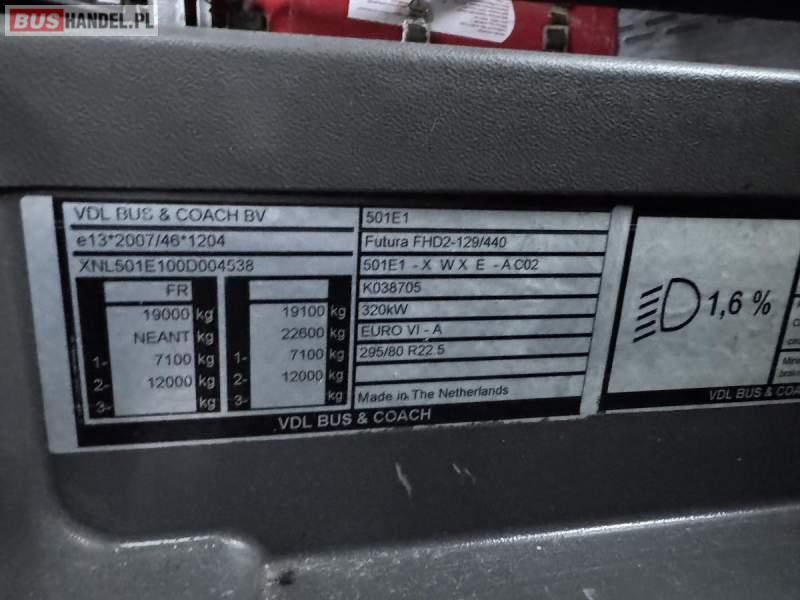 BUSHANDEL.PL
VDL BUS & COACH BV
e13*2007/46*1204
XNL501E100D004538
FR
19000 kg 19100 kg
NEANT kg 22600 kg
1- 7100 kg 1- 7100 kg
2- 12000 kg 2- 12000 kg
3- kg 3- kg
501E1
Futura FHD2-129/440
501E1 - X W X E - A C02
K038705
320kW
EURO VI - A
295/80 R22.5
Made in The Netherlands
VDL BUS & COACH
1,6 %
VDL BUS &